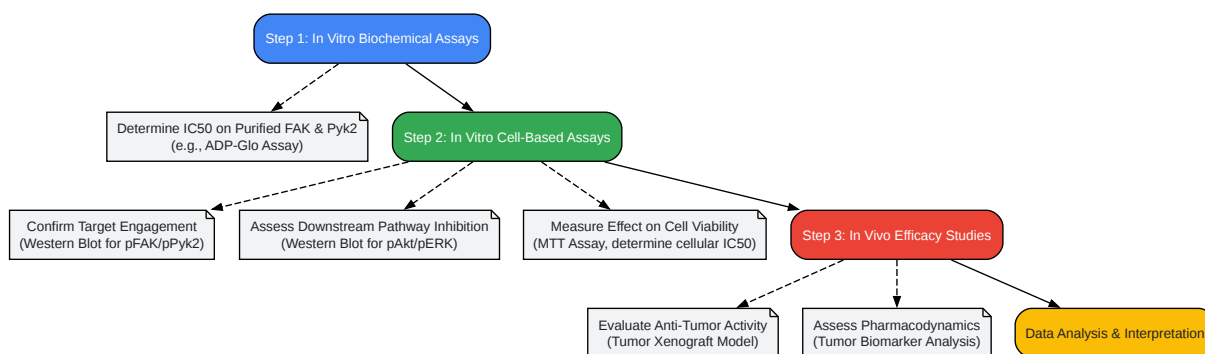 Step 1: In Vitro Biochemical Assays
Determine IC50 on Purified FAK & Pyk2
(e.g., ADP-Glo Assay)
Step 2: In Vitro Cell-Based Assays
Confirm Target Engagement
(Western Blot for pFAK/pPyk2)
Assess Downstream Pathway Inhibition
(Western Blot for pAkt/pERK)
Measure Effect on Cell Viability
(MTT Assay, determine cellular IC50)
Step 3: In Vivo Efficacy Studies
Evaluate Anti-Tumor Activity
(Tumor Xenograft Model)
Assess Pharmacodynamics
(Tumor Biomarker Analysis)
Data Analysis & Interpretation